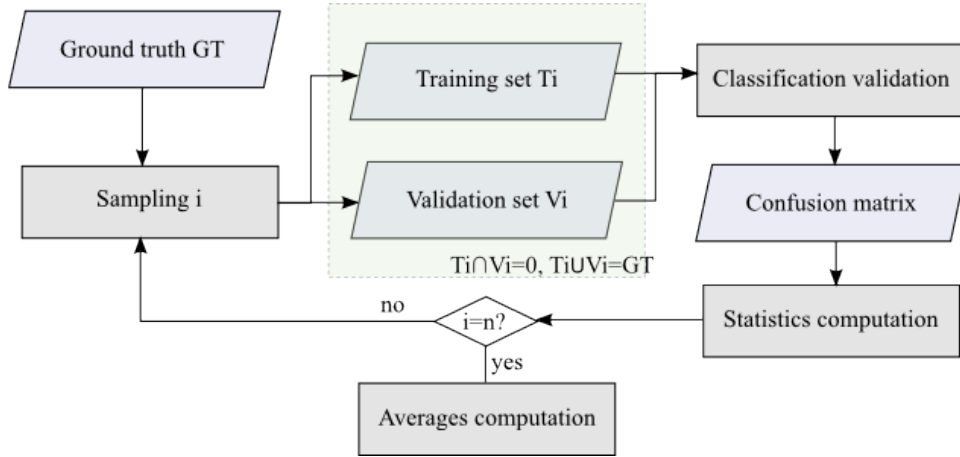 Ground truth GT
Training set Ti
Classification validation
Sampling i
Validation set Vi
Confusion matrix
Ti∩Vi=0, Ti∪Vi=GT
no
i=n?
Statistics computation
yes
Averages computation